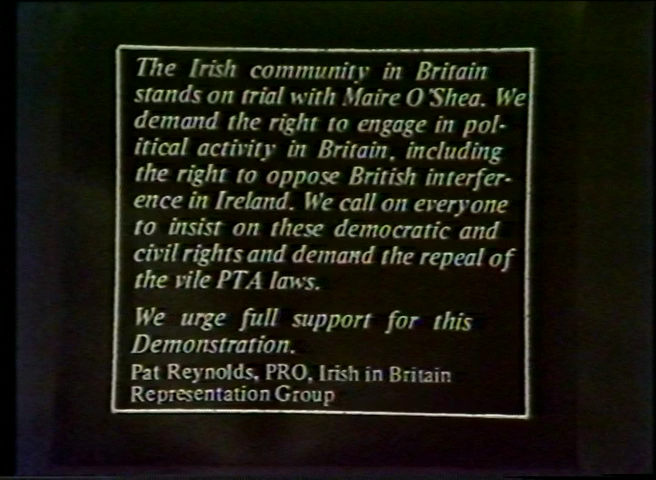 The Irish community in Britain
stands on trial with Maire O'Shea. We
demand the right to engage in pol-
itical activity in Britain, including
the right to oppose British interfer-
ence in Ireland. We call on everyone
to insist on these democratic and
civil rights and demand the repeal of
the vile PTA laws.
We urge full support for this
Demonstration.
Pat Reynolds, PRO, Irish in Britain
Representation Group